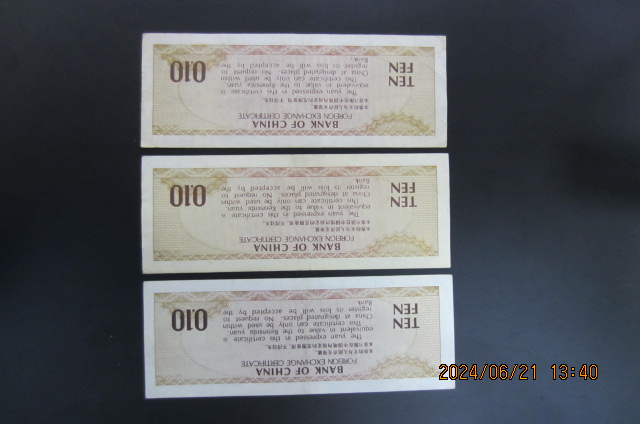 BANK OF CHINA
FOREIGN EXCHANGE CERTIFICATE
The yuan expressed in this certificate is
equivalent in value to the Renminbi yuan.
This certificate can only be used within
China at designated places. No request to
register its loss will be accepted by the
Bank.
TEN
FEN
0.10
BANK OF CHINA
FOREIGN EXCHANGE CERTIFICATE
The yuan expressed in this certificate is
equivalent in value to the Renminbi yuan.
This certificate can only be used within
China at designated places. No request to
register its loss will be accepted by the
Bank.
TEN
FEN
0.10
BANK OF CHINA
FOREIGN EXCHANGE CERTIFICATE
The yuan expressed in this certificate is
equivalent in value to the Renminbi yuan.
This certificate can only be used within
China at designated places. No request to
register its loss will be accepted by the
Bank.
TEN
FEN
0.10
2024/06/21 13:40